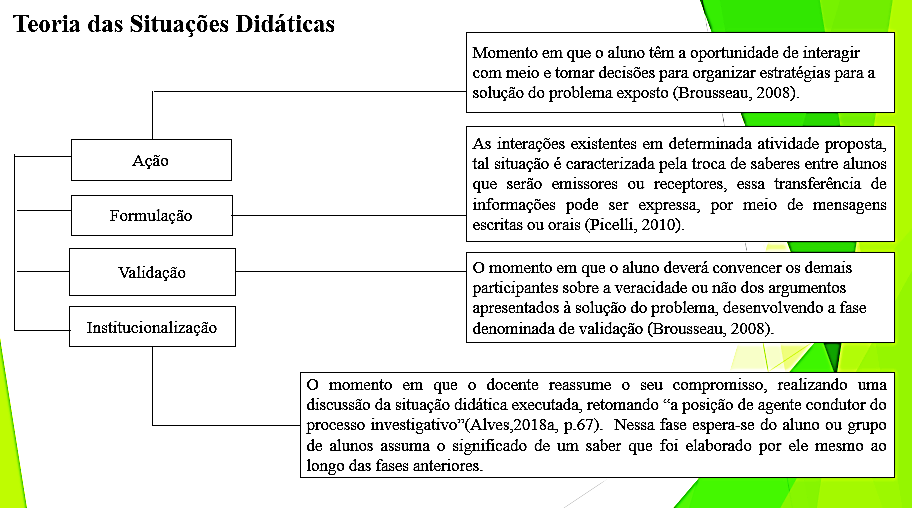 Teoria das Situações Didáticas
Momento em que o aluno têm a oportunidade de interagir
com meio e tomar decisões para organizar estratégias para a
solução do problema exposto (Brousseau, 2008).
Ação
As interações existentes em determinada atividade proposta,
tal situação é caracterizada pela troca de saberes entre alunos
que serão emissores ou receptores, essa transferência de
informações pode ser expressa, por meio de mensagens
escritas ou orais (Picelli, 2010).
Formulação
Validação
O momento em que o aluno deverá convencer os demais
participantes sobre a veracidade ou não dos argumentos
apresentados à solução do problema, desenvolvendo a fase
denominada de validação (Brousseau, 2008).
Institucionalização
O momento em que o docente reassume o seu compromisso, realizando uma
discussão da situação didática executada, retomando “a posição de agente condutor do
processo investigativo”(Alves,2018a, p.67). Nessa fase espera-se do aluno ou grupo
de alunos assuma o significado de um saber que foi elaborado por ele mesmo ao
longo das fases anteriores.